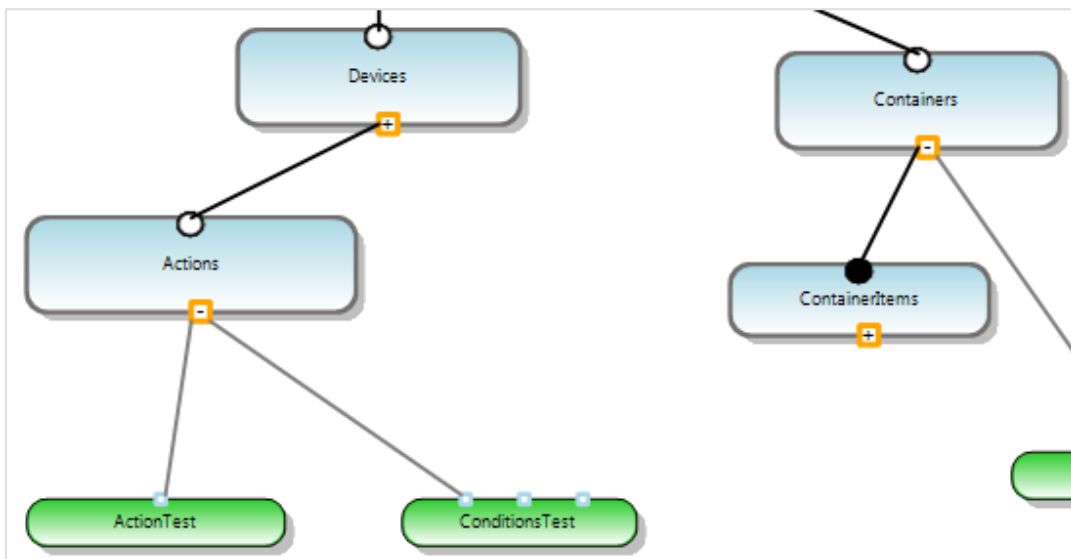 Devices
+
Containers
-
Actions
-
ContainerItems
+
ActionTest
ConditionsTest